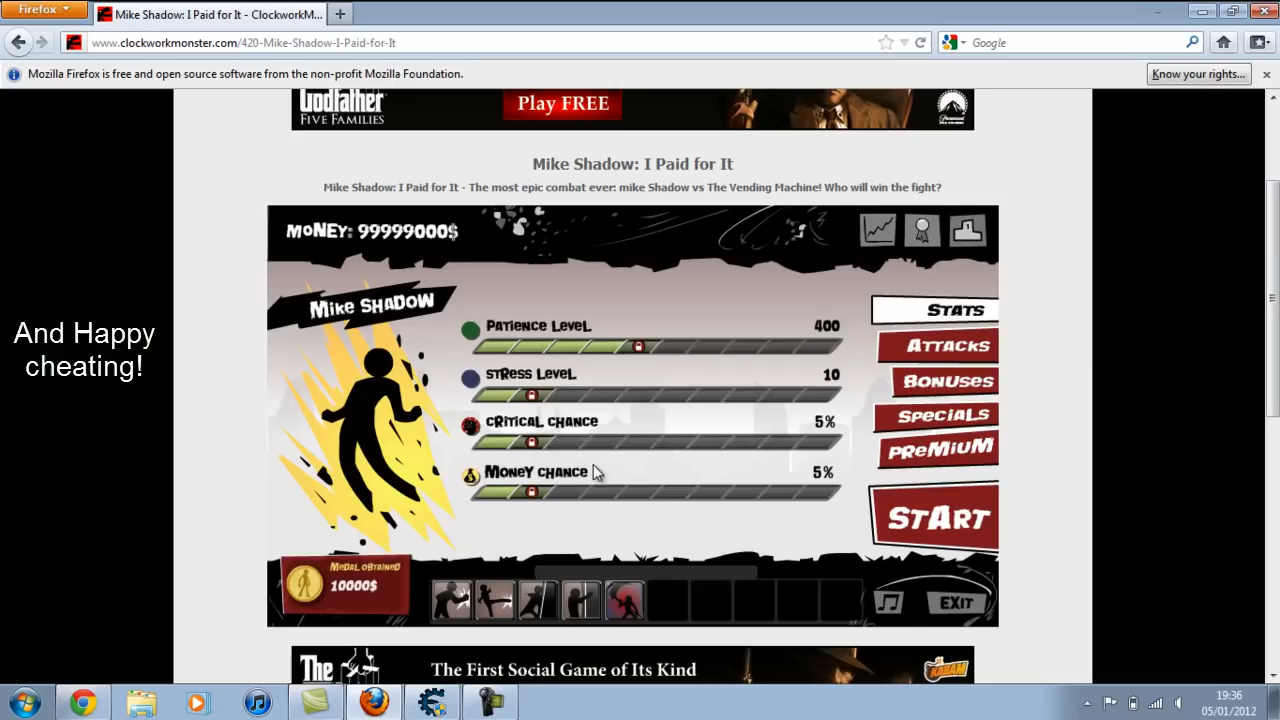 Firefox
Mike Shadow: I Paid for It - ClockworkM...
www.clockworkmonster.com/420-Mike-Shadow-I-Paid-for-It
Google
Mozilla Firefox is free and open source software from the non-profit Mozilla Foundation.
Know your rights...
Godfather
FIVE FAMILIES
Play FREE
Mike Shadow: I Paid for It
Mike Shadow: I Paid for It - The most epic combat ever: mike Shadow vs The Vending Machine! Who will win the fight?
MONEY: 99999000$
Mike SHADOW
PATIENCE LEVEL 400
STRESS LEVEL 10
CRITICAL CHANCE 5%
MONEY CHANCE 5%
STATS
ATTACKS
BONUSES
SPECIALS
PREMIUM
START
And Happy
cheating!
MEDAL OBTAINED
10000$
EXIT
THE
The First Social Game of Its Kind
KABAM
19:36
05/01/2012